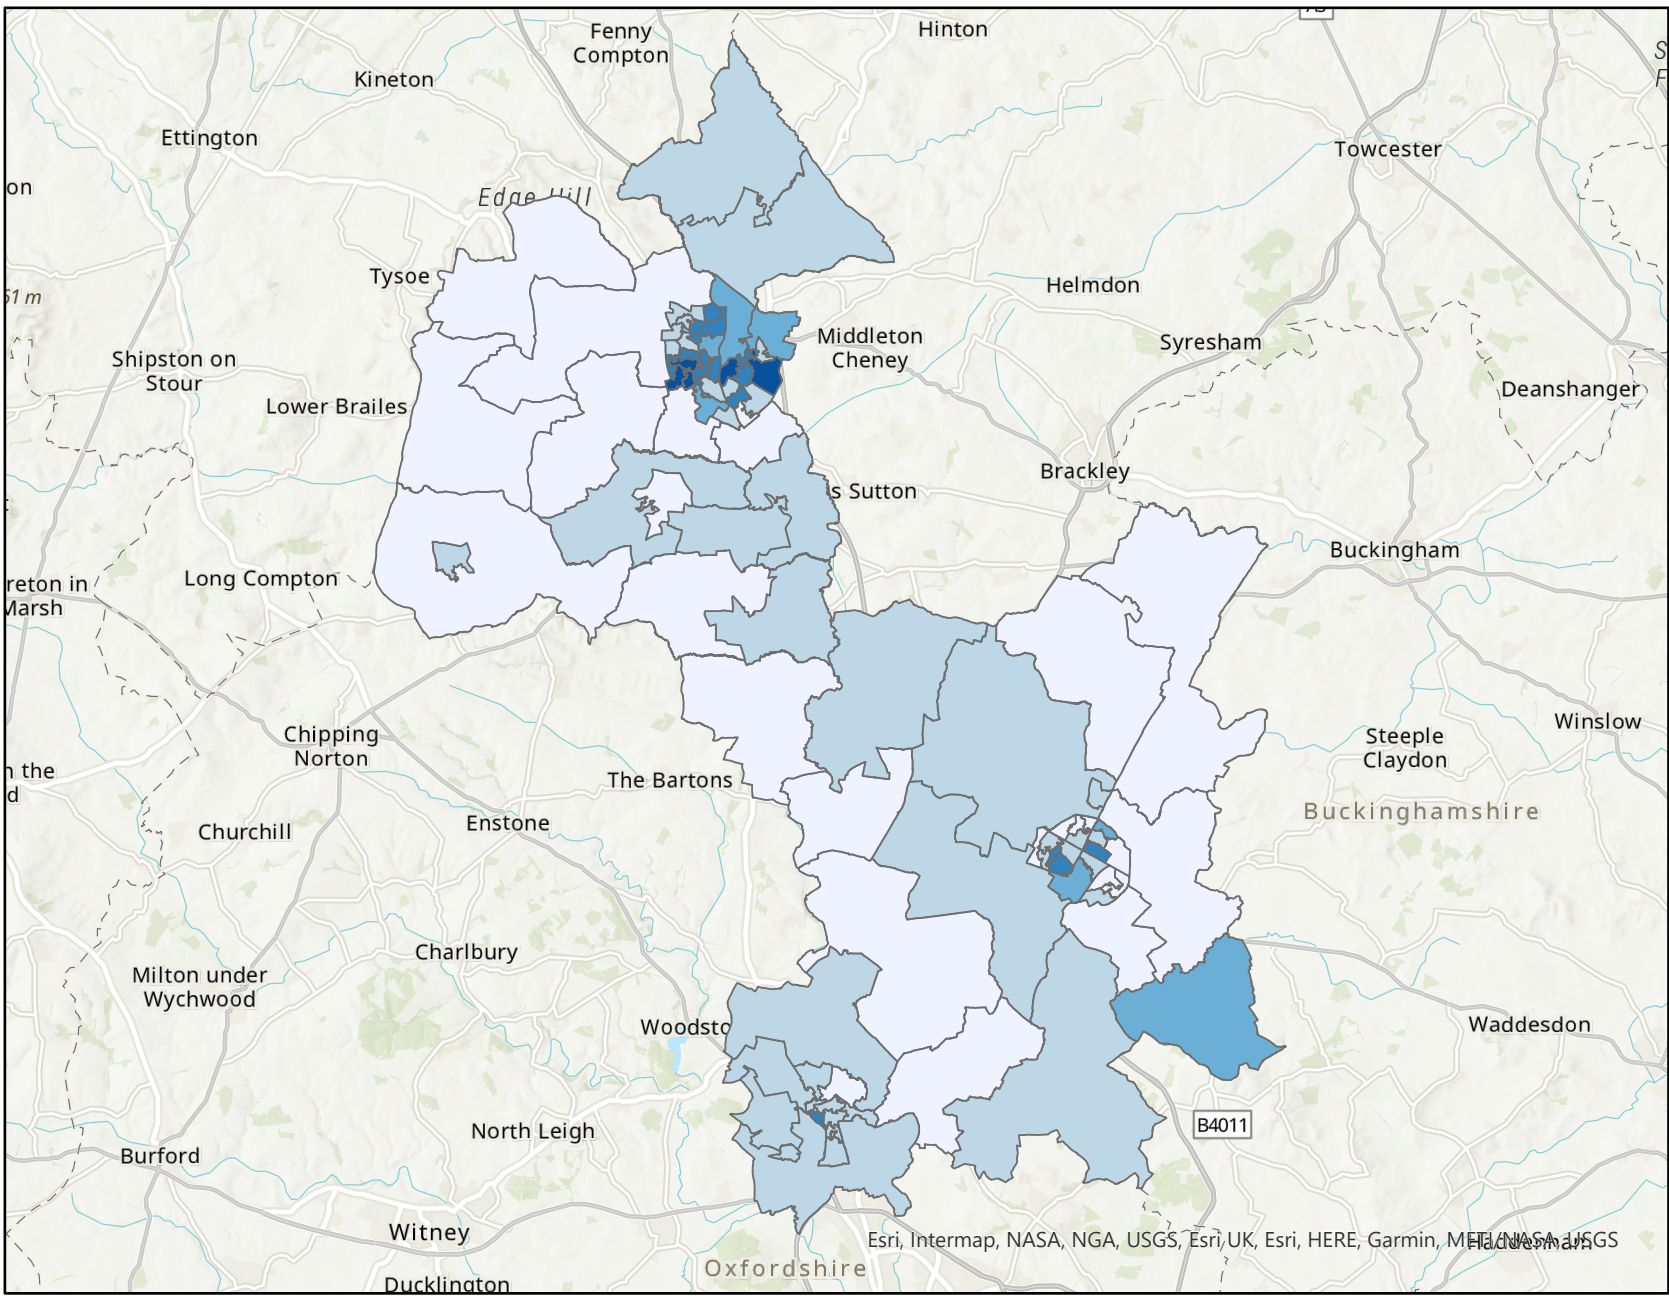 Fenny
Compton
Hinton
Kineton
Ettington
Towcester
on
Edge Hill
Tysoe
51 m
Helmdon
Middleton
Cheney
Syresham
Shipston on
Stour
Deanshanger
Lower Brailes
Brackley
s Sutton
Buckingham
Long Compton
reton in
Marsh
Winslow
Chipping
Norton
Steeple
Claydon
n the
d
The Bartons
Buckinghamshire
Enstone
Churchill
Charlbury
Milton under
Wychwood
Woodsto
Waddesdon
B4011
North Leigh
Burford
Witney
Esri, Intermap, NASA, NGA, USGS, Esri UK, Esri, HERE, Garmin, METI/NASA, USGS
Haddenham
Oxfordshire
Ducklington